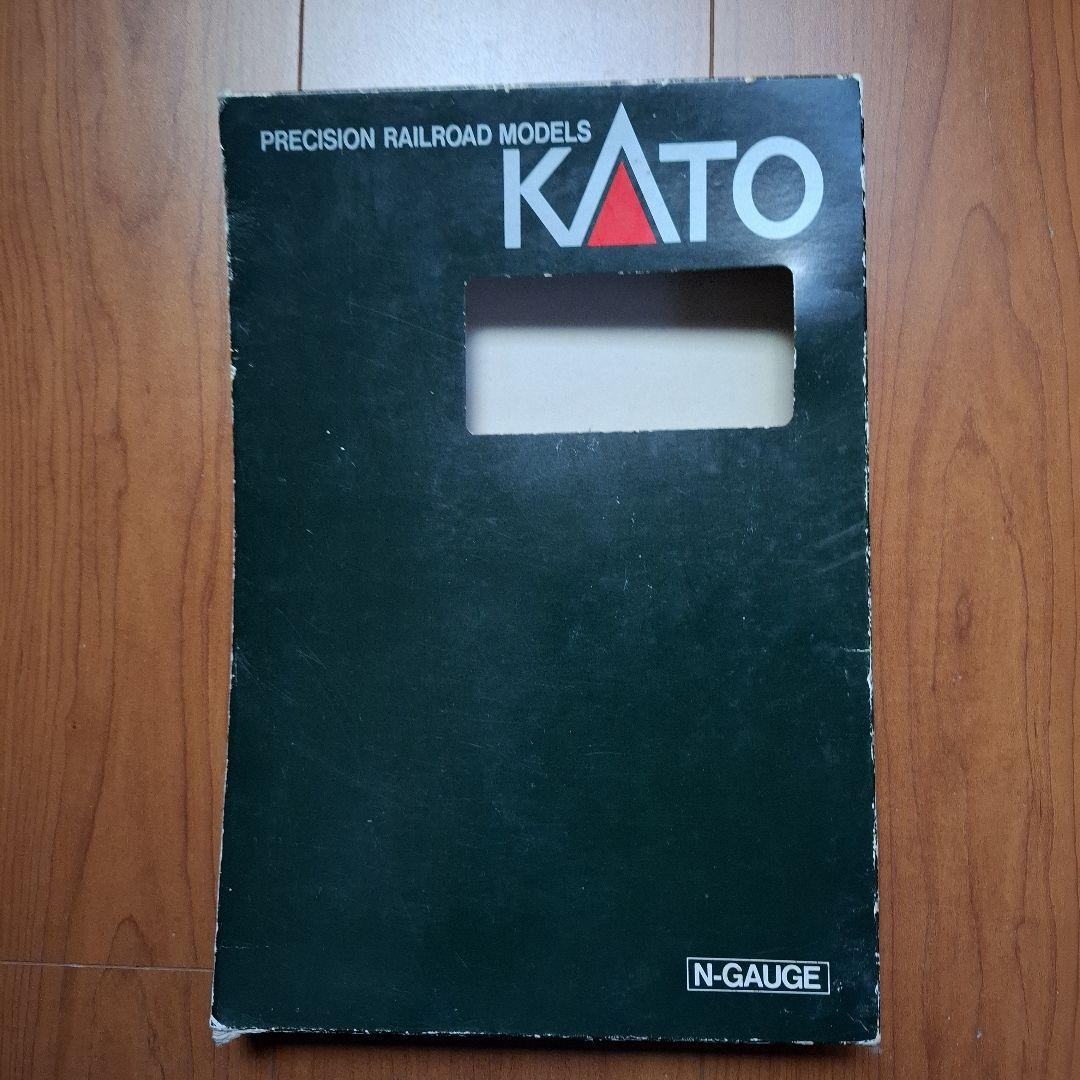 PRECISION RAILROAD MODELS
KATO
N-GAUGE